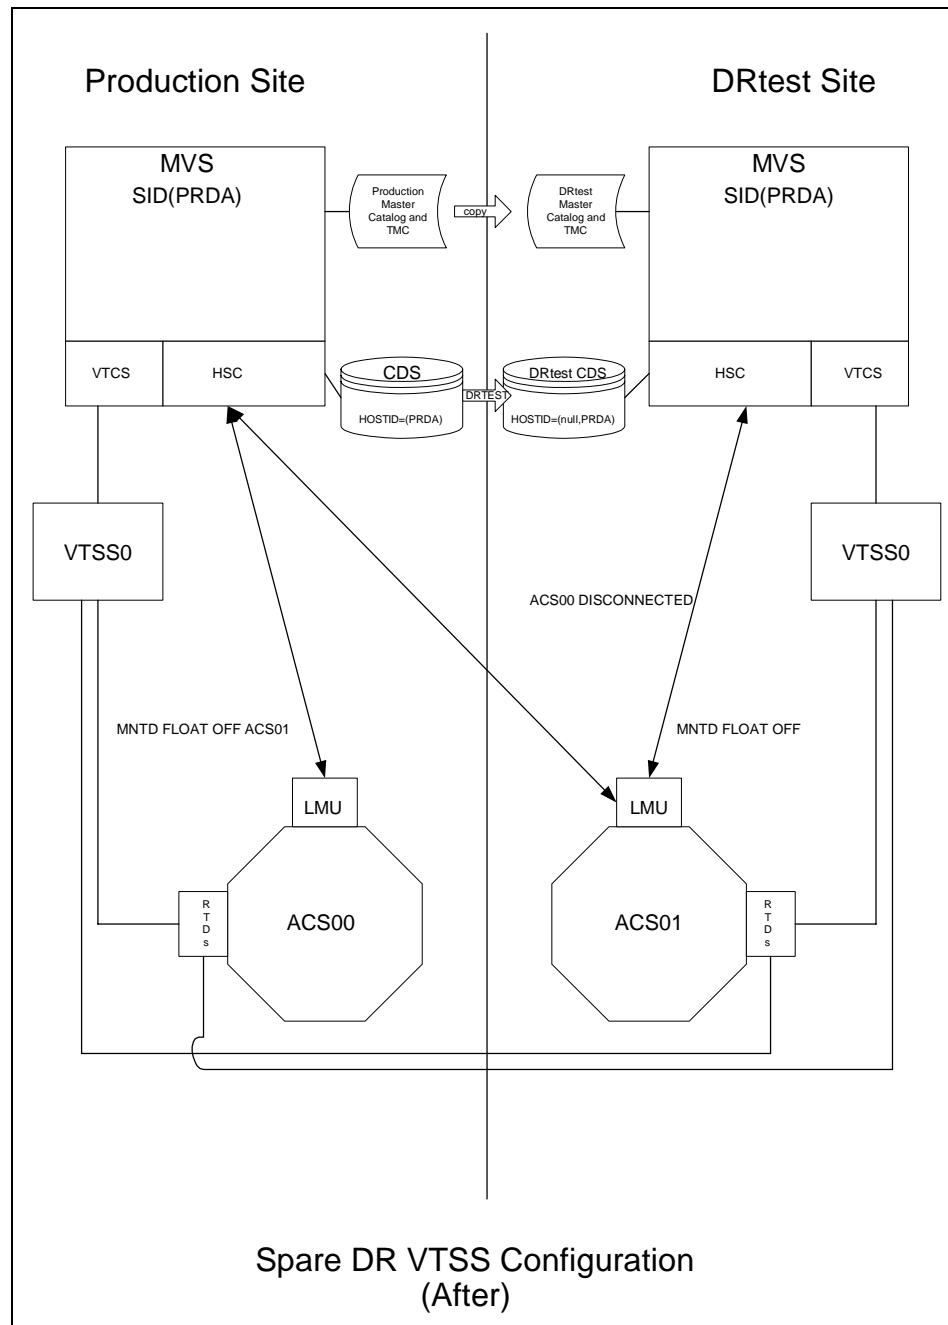 Production Site
DRtest Site
MVS
SID(PRDA)
Production
Master
Catalog and
TMC
copy
DRtest
Master
Catalog and
TMC
MVS
SID(PRDA)
VTCS
HSC
CDS
HOSTID=(PRDA)
DRTEST
DRtest CDS
HOSTID=(null,PRDA)
HSC
VTCS
VTSS0
VTSS0
ACS00 DISCONNECTED
MNTD FLOAT OFF ACS01
MNTD FLOAT OFF
LMU
LMU
R
T
D
s
ACS00
ACS01
R
T
D
s
Spare DR VTSS Configuration
(After)